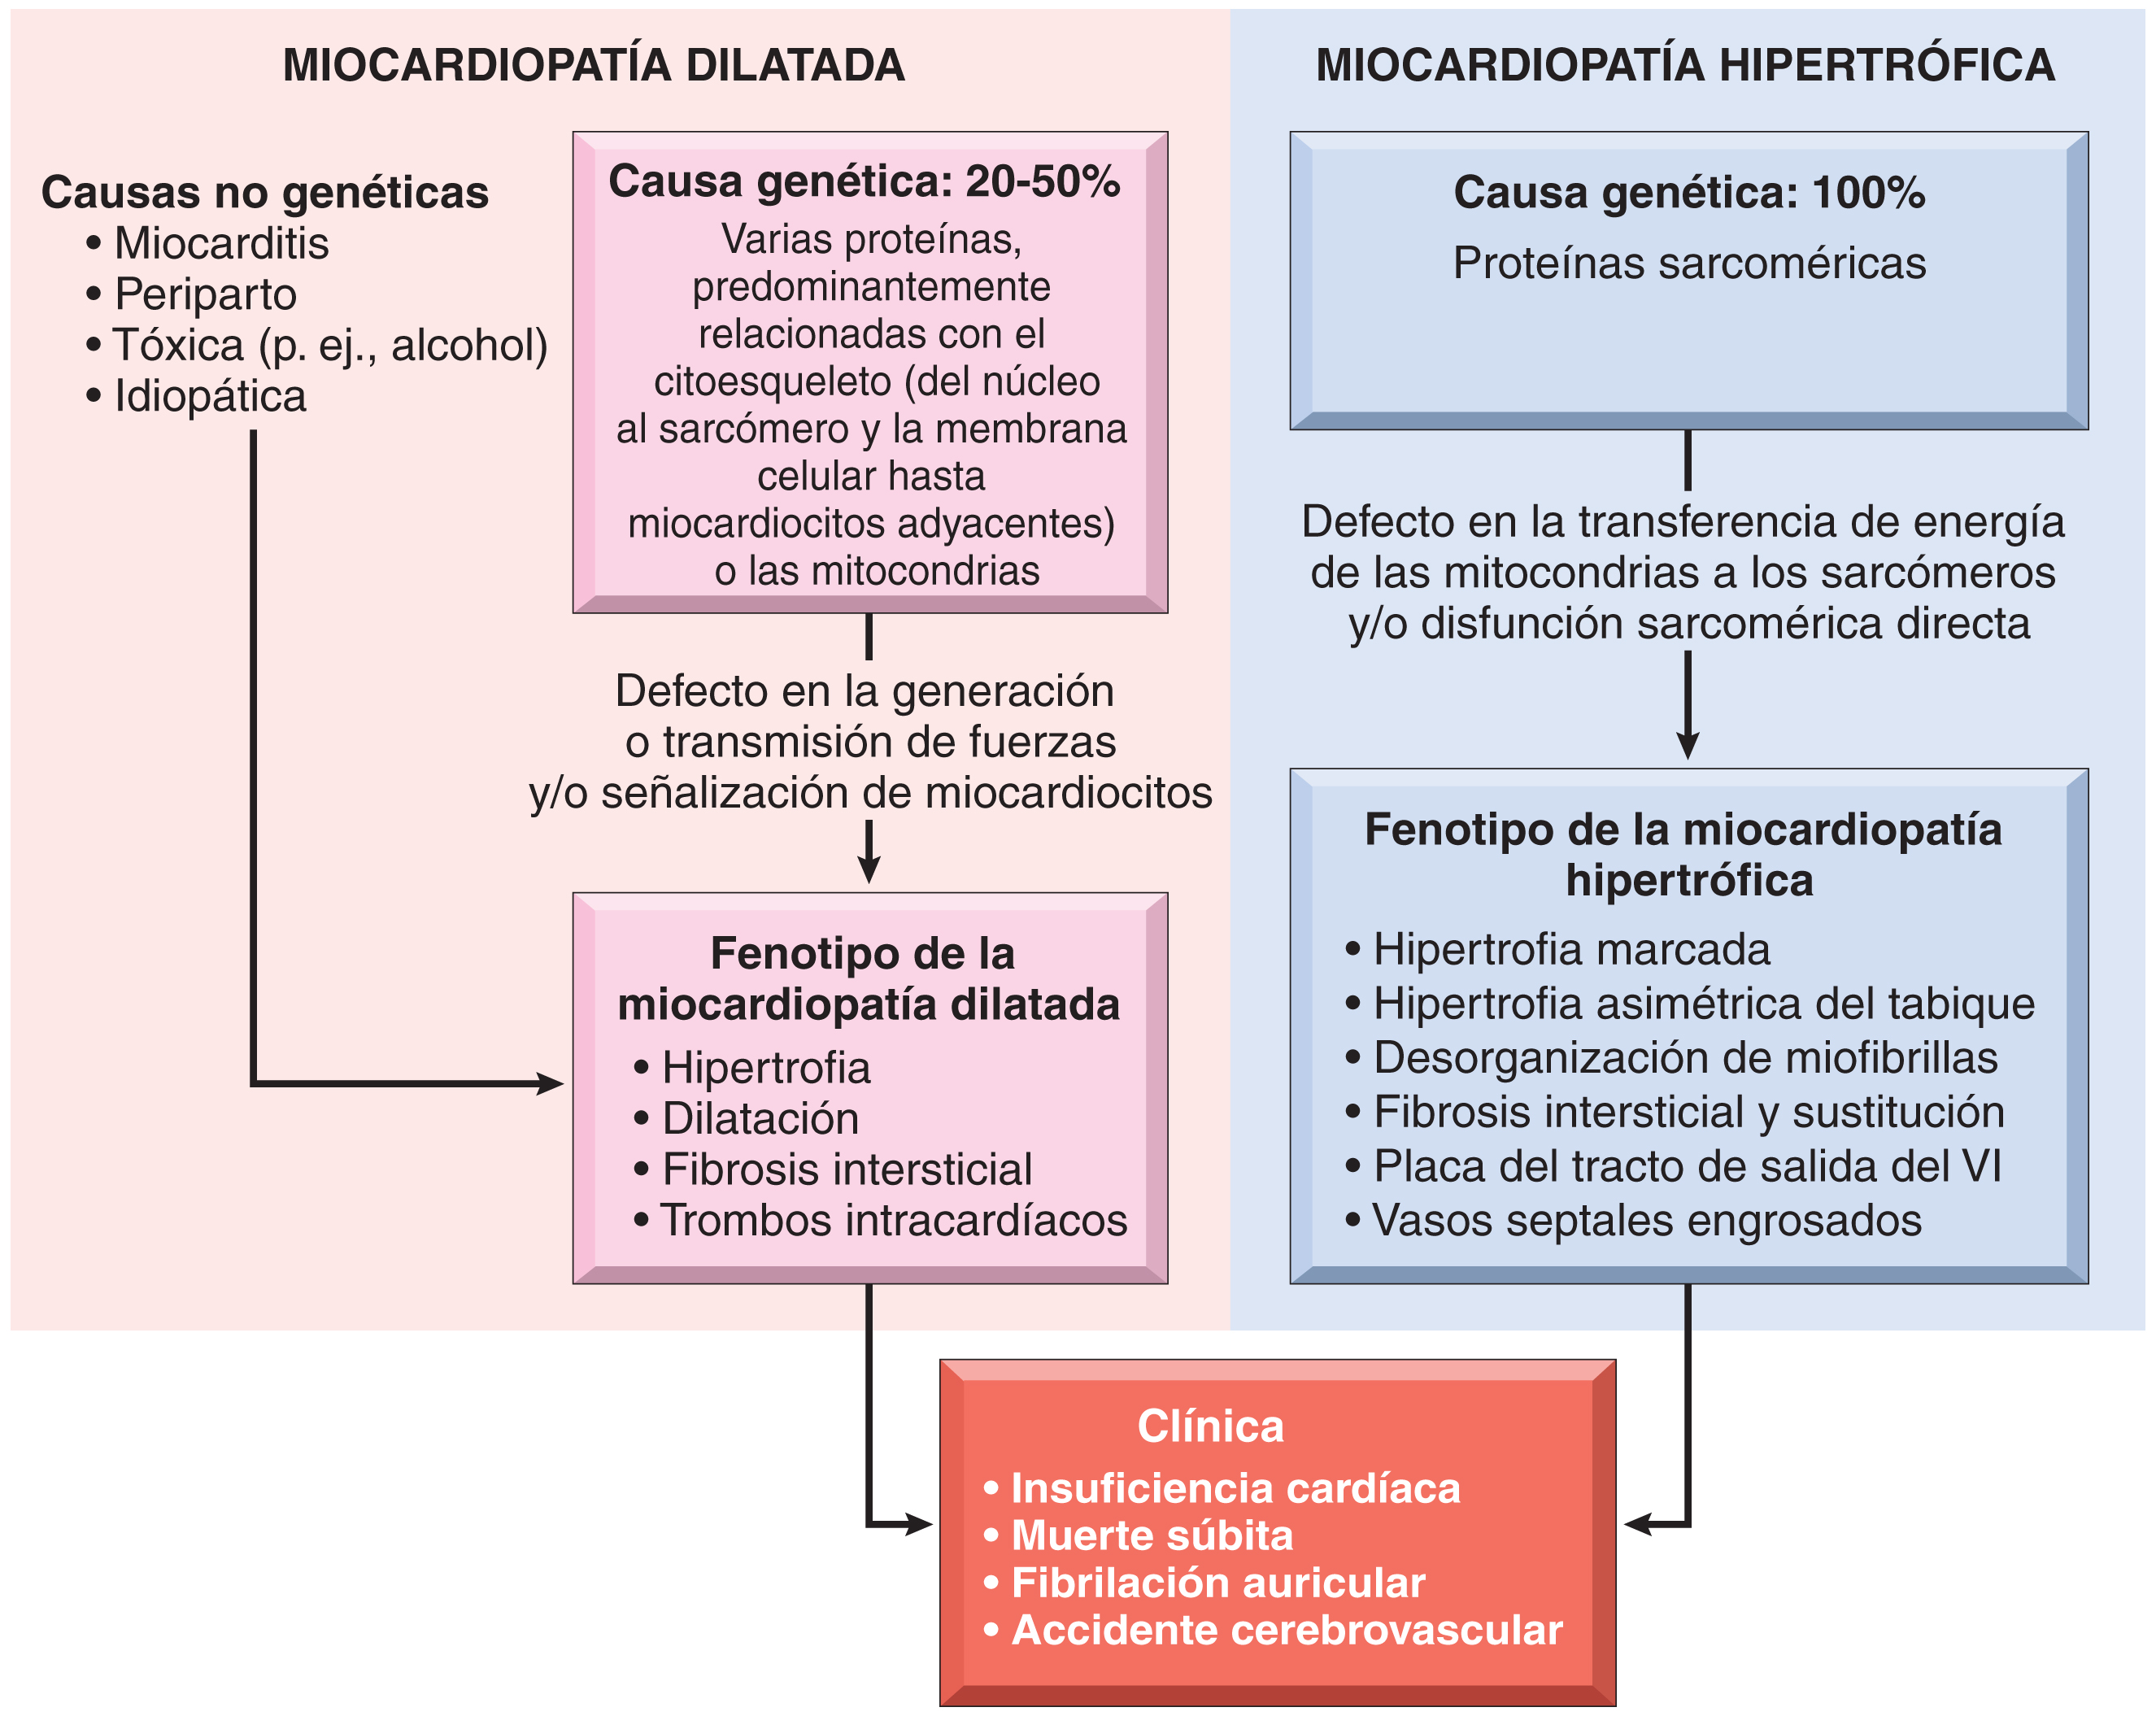 MIOCARDIOPATÍA DILATADA
Causas no genéticas
• Miocarditis
• Periparto
• Tóxica (p. ej., alcohol)
• Idiopática
Causa genética: 20-50%
Varias proteínas,
predominantemente
relacionadas con el
citoesqueleto (del núcleo
al sarcómero y la membrana
celular hasta
miocardiocitos adyacentes)
o las mitocondrias
Defecto en la generación
o transmisión de fuerzas
y/o señalización de miocardiocitos
Fenotipo de la
miocardiopatía dilatada
• Hipertrofia
• Dilatación
• Fibrosis intersticial
• Trombos intracardíacos
MIOCARDIOPATÍA HIPERTRÓFICA
Causa genética: 100%
Proteínas sarcoméricas
Defecto en la transferencia de energía
de las mitocondrias a los sarcómeros
y/o disfunción sarcomérica directa
Fenotipo de la miocardiopatía
hipertrófica
• Hipertrofia marcada
• Hipertrofia asimétrica del tabique
• Desorganización de miofibrillas
• Fibrosis intersticial y sustitución
• Placa del tracto de salida del VI
• Vasos septales engrosados
Clínica
• Insuficiencia cardíaca
• Muerte súbita
• Fibrilación auricular
• Accidente cerebrovascular